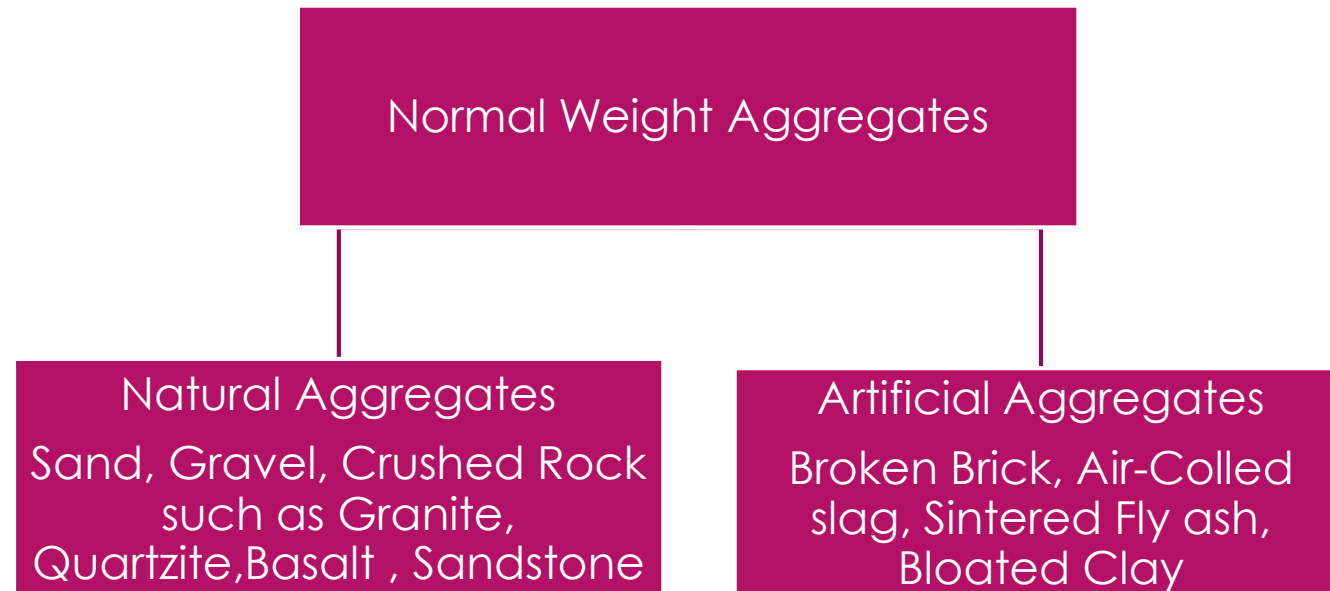 Normal Weight Aggregates
Natural Aggregates
Sand, Gravel, Crushed Rock
such as Granite,
Quartzite,Basalt , Sandstone
Artificial Aggregates
Broken Brick, Air-Colled
slag, Sintered Fly ash,
Bloated Clay